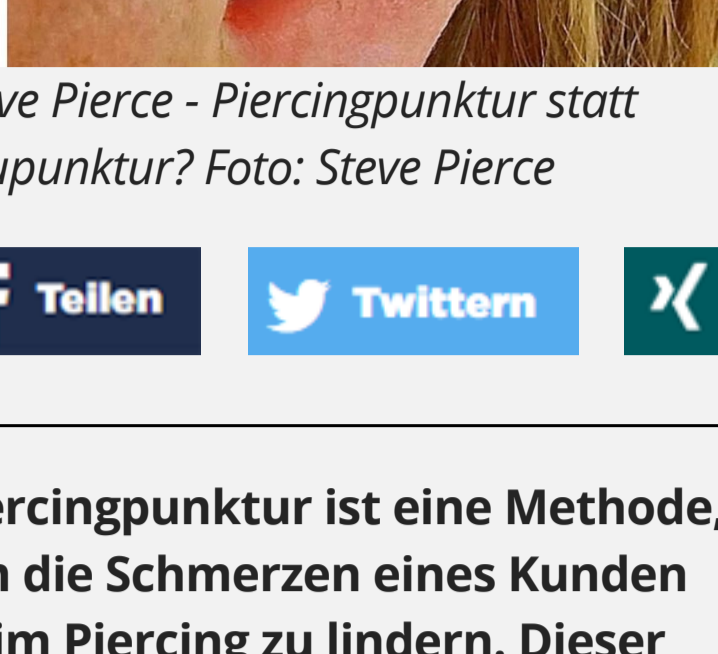 ve Pierce - Piercingpunktur statt
upunktur? Foto: Steve Pierce
Teilen
Twittern
ercingpunktur ist eine Methode,
die Schmerzen eines Kunden
im Piercing zu lindern. Dieser